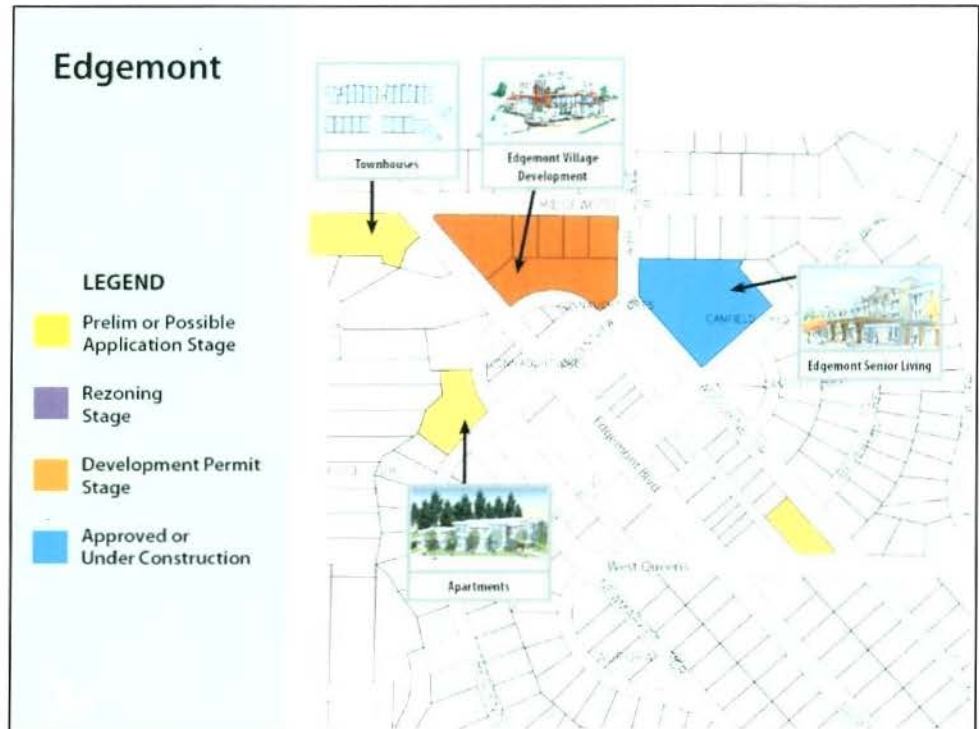 Edgemont
Townhouses
Edgemont Village
Development
LEGEND
Prelim or Possible
Application Stage
Rezoning
Stage
Development Permit
Stage
Approved or
Under Construction
CANFIELD
Edgemont Senior Living
Edgemont Blvd
Apartments
West Queens